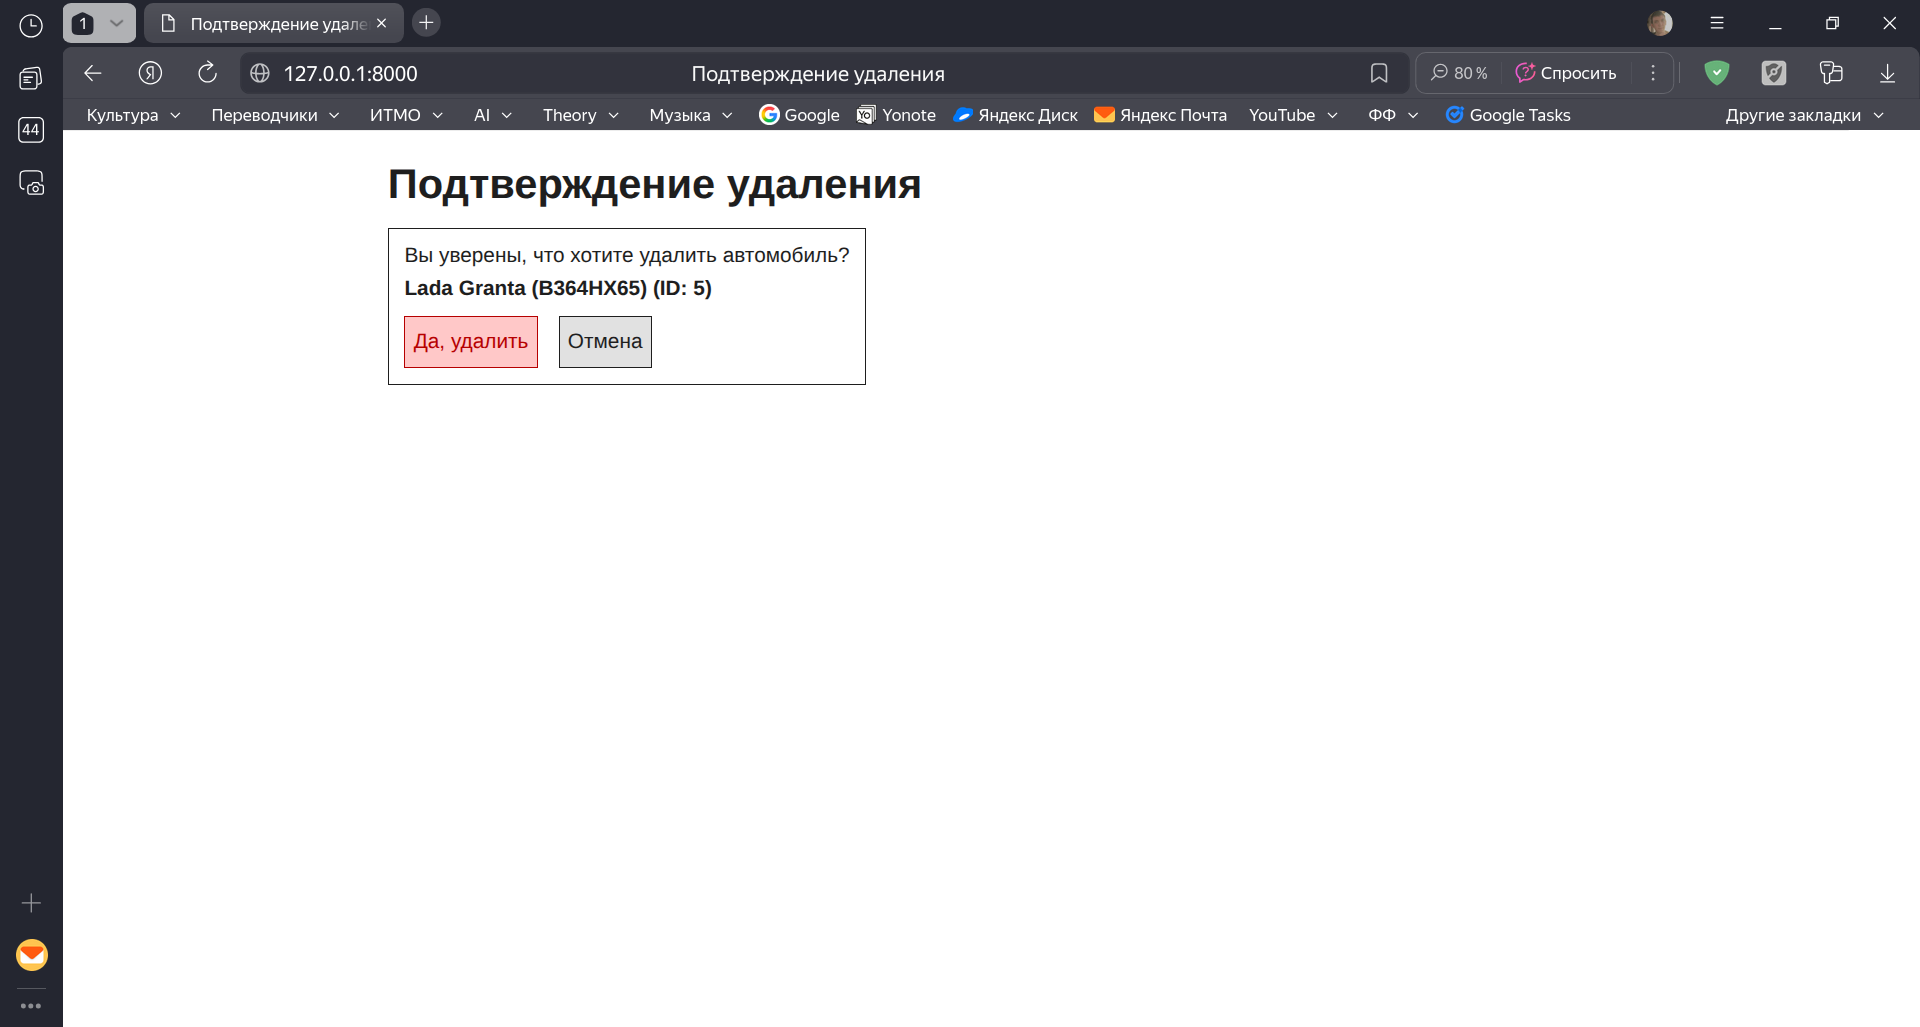 1
Подтверждение удале
127.0.0.1:8000
Подтверждение удаления
80 %
Спросить
44
Культура
Переводчики
ИТМО
AI
Theory
Музыка
Google
Yonote
Яндекс Диск
Яндекс Почта
YouTube
ФФ
Google Tasks
Другие закладки
Подтверждение удаления
Вы уверены, что хотите удалить автомобиль?
Lada Granta (В364НХ65) (ID: 5)
Да, удалить
Отмена